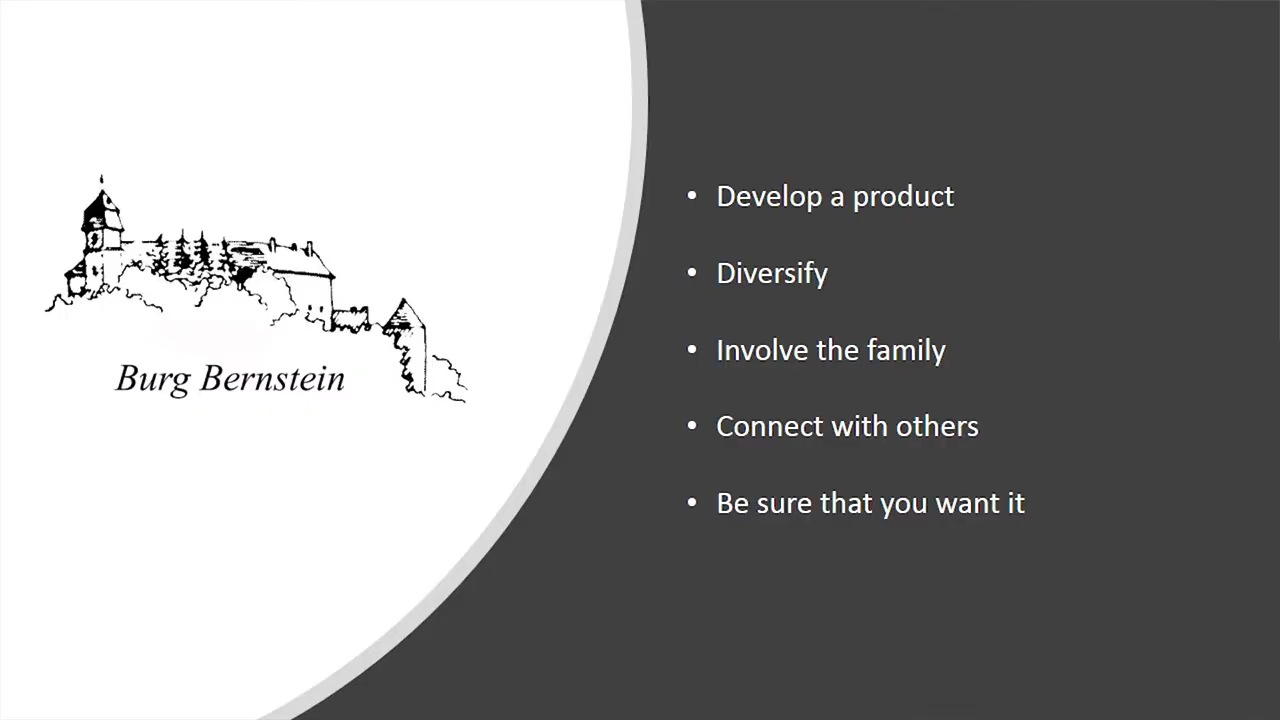 Burg Bernstein
• Develop a product
• Diversify
• Involve the family
• Connect with others
• Be sure that you want it